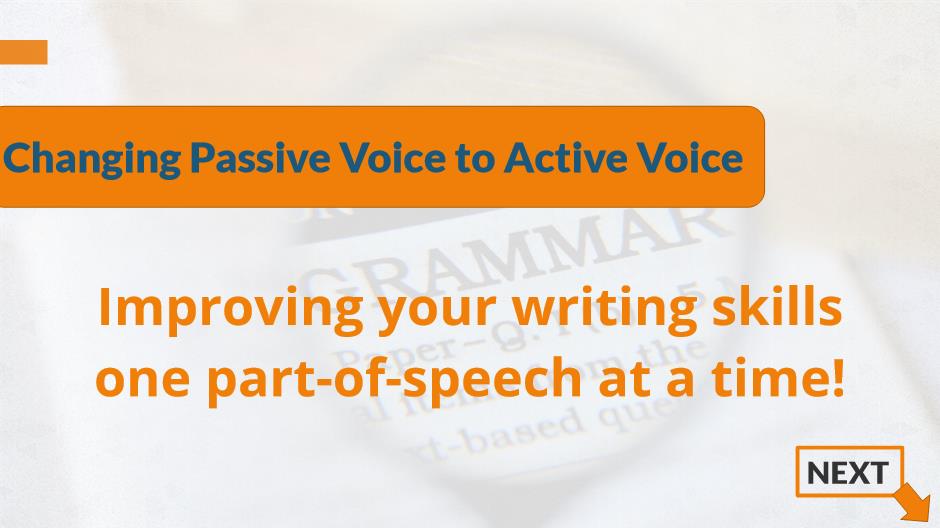 Changing Passive Voice to Active Voice
GRAMMAR
Improving your writing skills
one part-of-speech at a time!
NEXT